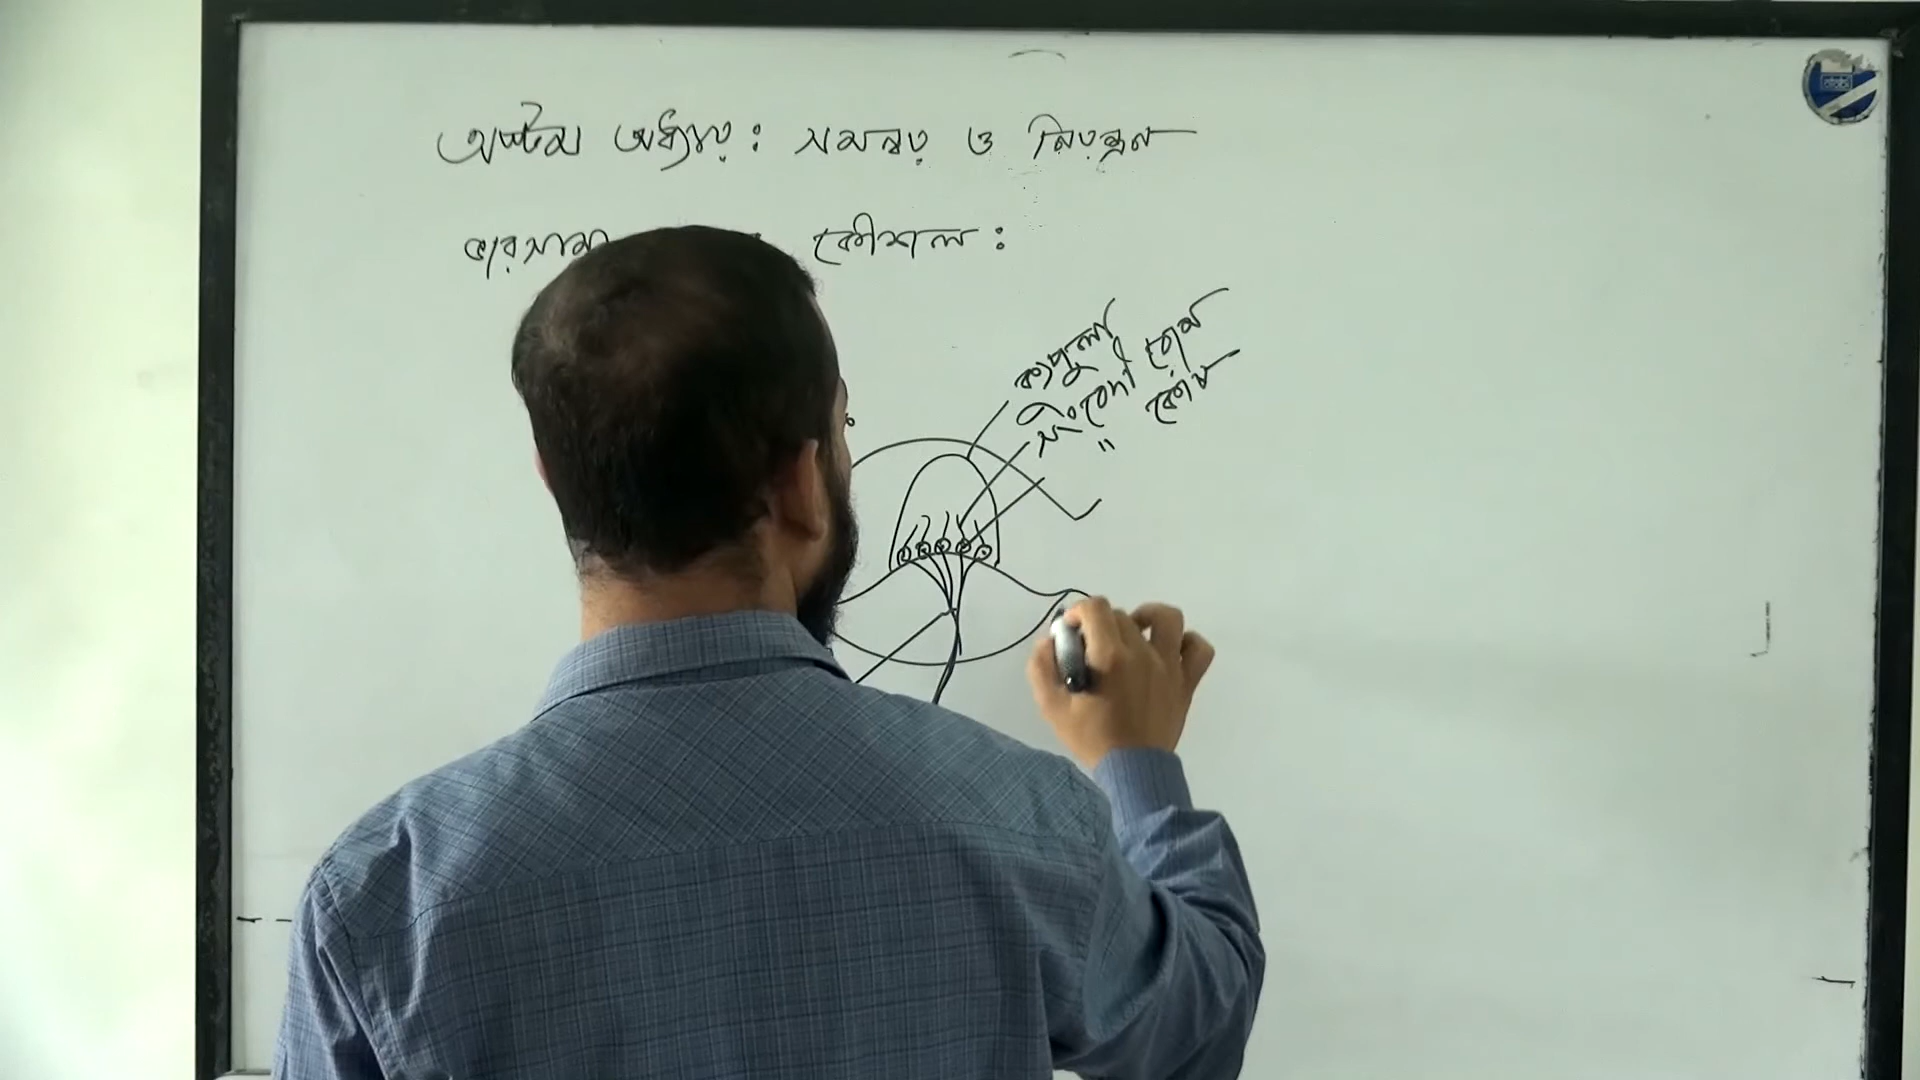 অষ্টম অধ্যায় : সমন্বয় ও নিয়ন্ত্রণ
ভারসাম্য কৌশল :
ক্যুপুলা
সংবেদী রোম
" কোষ